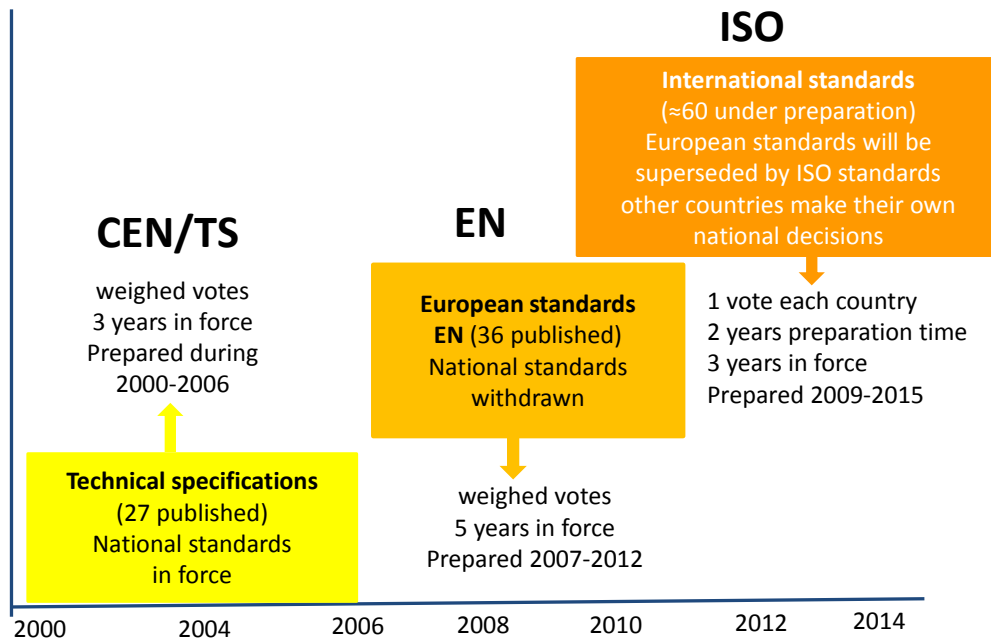 ISO
International standards
(≈60 under preparation)
European standards will be
superseded by ISO standards
other countries make their own
national decisions
1 vote each country
2 years preparation time
3 years in force
Prepared 2009-2015
EN
European standards
EN (36 published)
National standards
withdrawn
weighed votes
5 years in force
Prepared 2007-2012
CEN/TS
weighed votes
3 years in force
Prepared during
2000-2006
Technical specifications
(27 published)
National standards
in force
2000 2004 2006 2008 2010 2012 2014